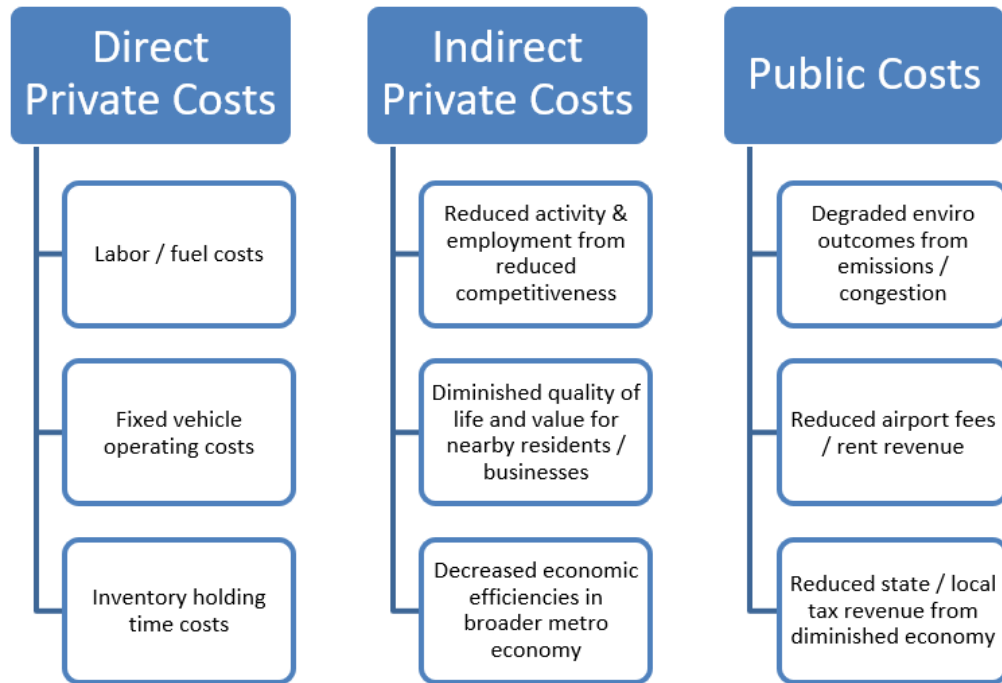 Direct
Private Costs
Labor / fuel costs
Fixed vehicle
operating costs
Inventory holding
time costs
Indirect
Private Costs
Reduced activity &
employment from
reduced
competitiveness
Diminished quality of
life and value for
nearby residents /
businesses
Decreased economic
efficiencies in
broader metro
economy
Public Costs
Degraded enviro
outcomes from
emissions /
congestion
Reduced airport fees
/ rent revenue
Reduced state / local
tax revenue from
diminished economy